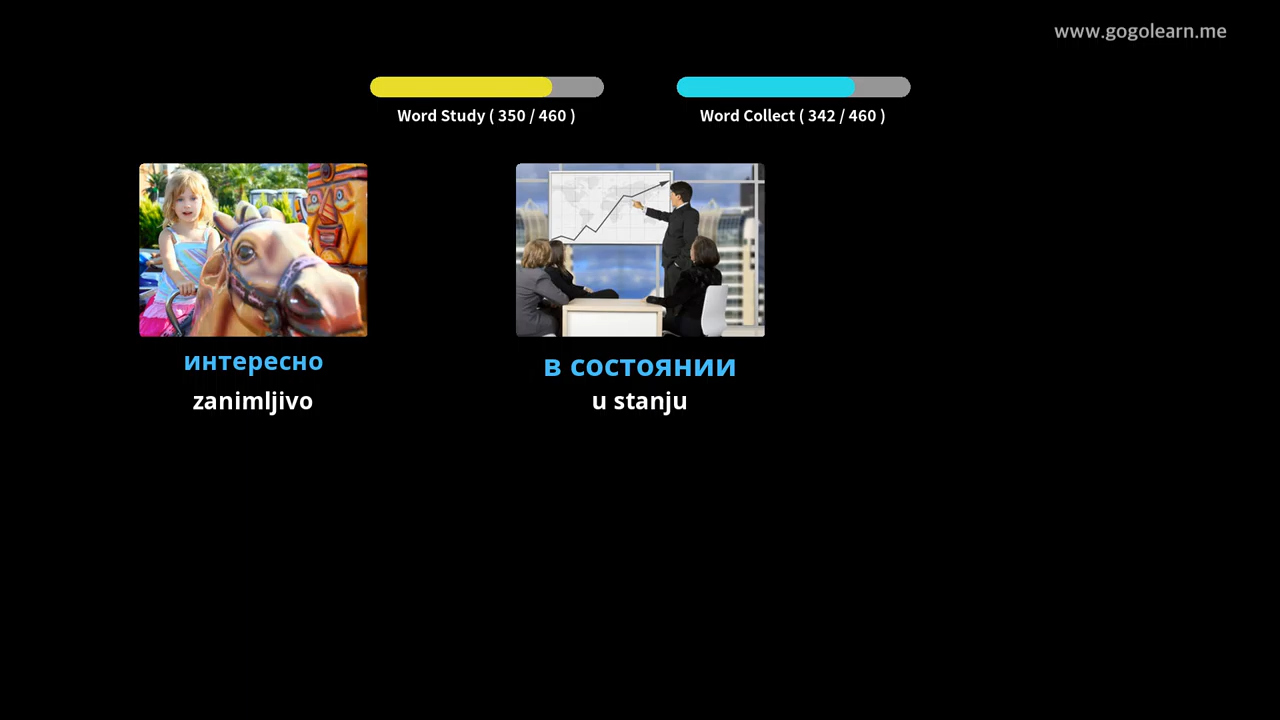 www.gogolearn.me
Word Study ( 350 / 460 )
Word Collect ( 342 / 460 )
интересно
zanimljivo
в состоянии
u stanju